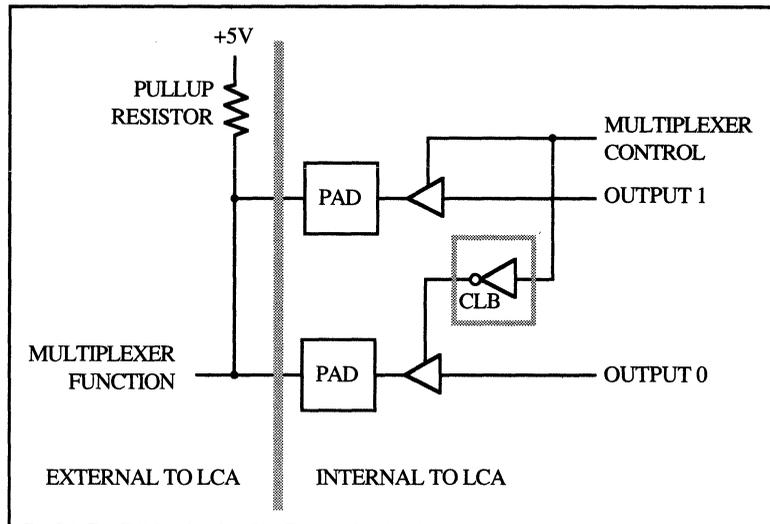 +5V
PULLUP
RESISTOR
MULTIPLEXER
CONTROL
PAD
OUTPUT 1
CLB
MULTIPLEXER
FUNCTION
PAD
OUTPUT 0
EXTERNAL TO LCA
INTERNAL TO LCA